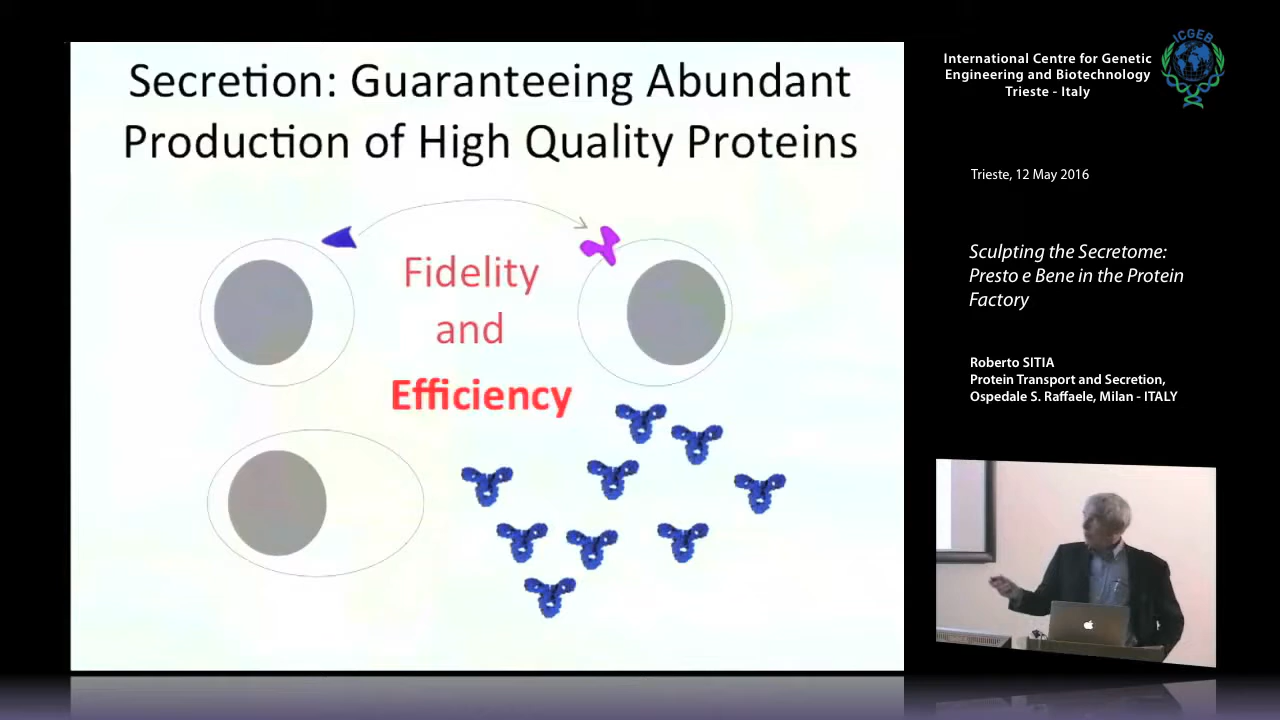 Secretion: Guaranteeing Abundant
Production of High Quality Proteins
Fidelity
and
Efficiency
International Centre for Genetic
Engineering and Biotechnology
Trieste - Italy
ICGEB
Trieste, 12 May 2016
Sculpting the Secretome:
Presto e Bene in the Protein
Factory
Roberto SITIA
Protein Transport and Secretion,
Ospedale S. Raffaele, Milan - ITALY